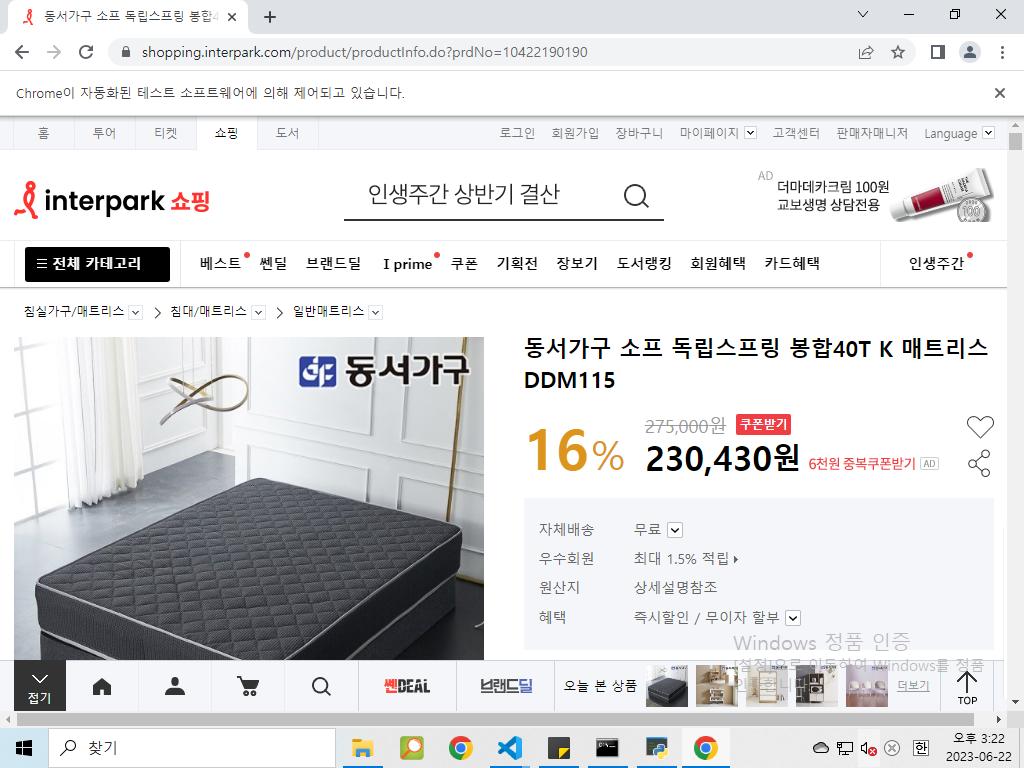 동서가구 소프 독립스프링 봉합4
shopping.interpark.com/product/productInfo.do?prdNo=10422190190
Chrome이 자동화된 테스트 소프트웨어에 의해 제어되고 있습니다.
홈 투어 티켓 쇼핑 도서 로그인 회원가입 장바구니 마이페이지 고객센터 판매자매니저 Language
interpark 쇼핑
인생주간 상반기 결산
AD
더마데카크림 100원
교보생명 상담전용
100
전체 카테고리 베스트 쎈딜 브랜드딜 I prime 쿠폰 기획전 장보기 도서랭킹 회원혜택 카드혜택 인생주간
침실가구/매트리스 침대/매트리스 일반매트리스
동서가구
동서가구 소프 독립스프링 봉합40T K 매트리스
DDM115
16%
275,000원 쿠폰받기
230,430원 6천원 중복쿠폰받기 AD
자체배송 무료
우수회원 최대 1.5% 적립
원산지 상세설명참조
혜택 즉시할인 / 무이자 할부
Windows 정품 인증
[설정]으로 이동하여 Windows를 정품
접기
쎈DEAL
브랜드딜
오늘 본 상품
더보기
TOP
찾기
한
오후 3:22
2023-06-22